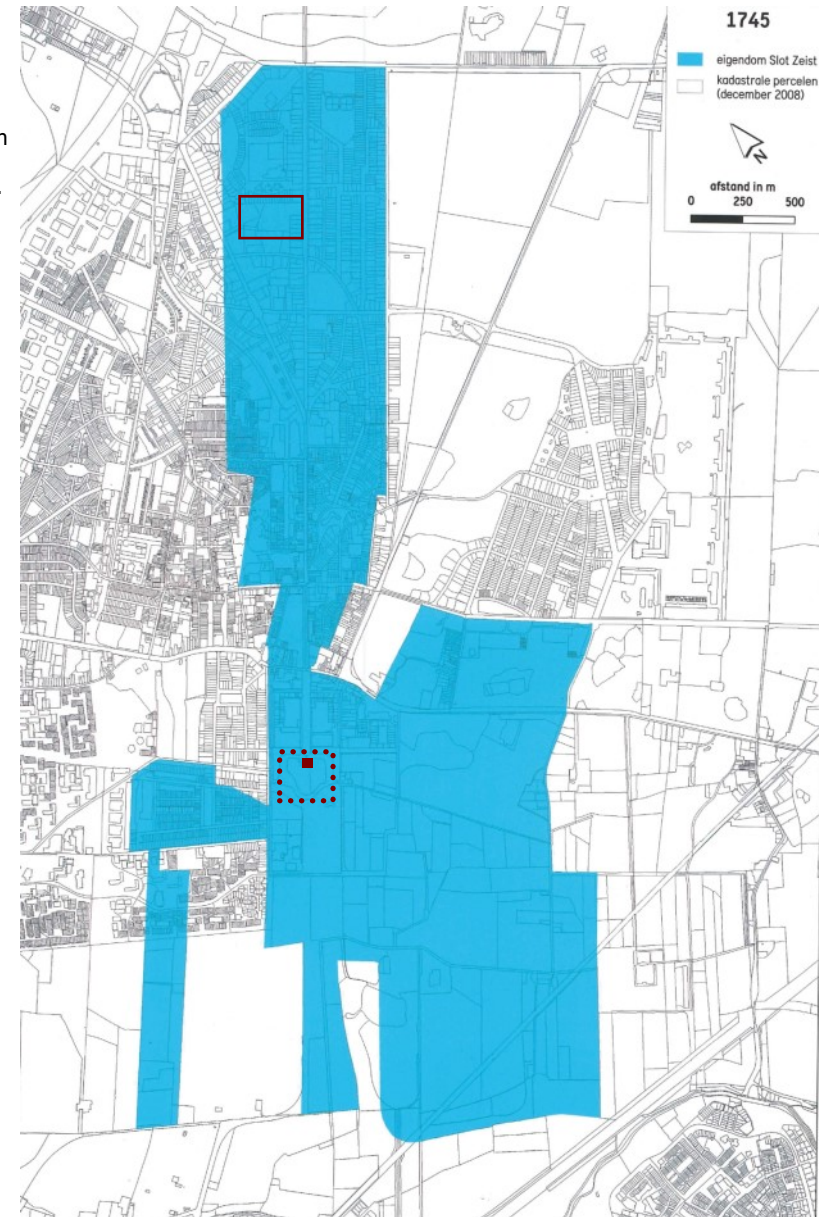 1745
eigendom Slot Zeist
kadastrale percelen
(december 2008)
N
afstand in m
0 250 500